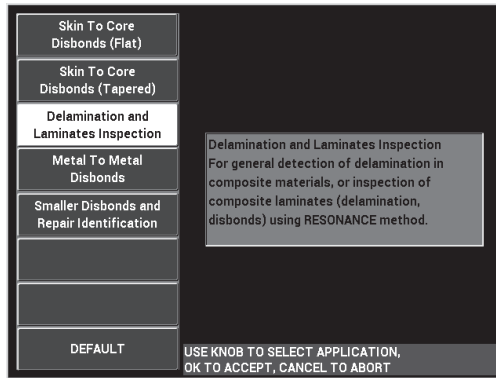 Skin To Core
Disbonds (Flat)
Skin To Core
Disbonds (Tapered)
Delamination and
Laminates Inspection
Metal To Metal
Disbonds
Smaller Disbonds and
Repair Identification
DEFAULT
Delamination and Laminates Inspection
For general detection of delamination in
composite materials, or inspection of
composite laminates (delamination,
disbonds) using RESONANCE method.
USE KNOB TO SELECT APPLICATION,
OK TO ACCEPT, CANCEL TO ABORT